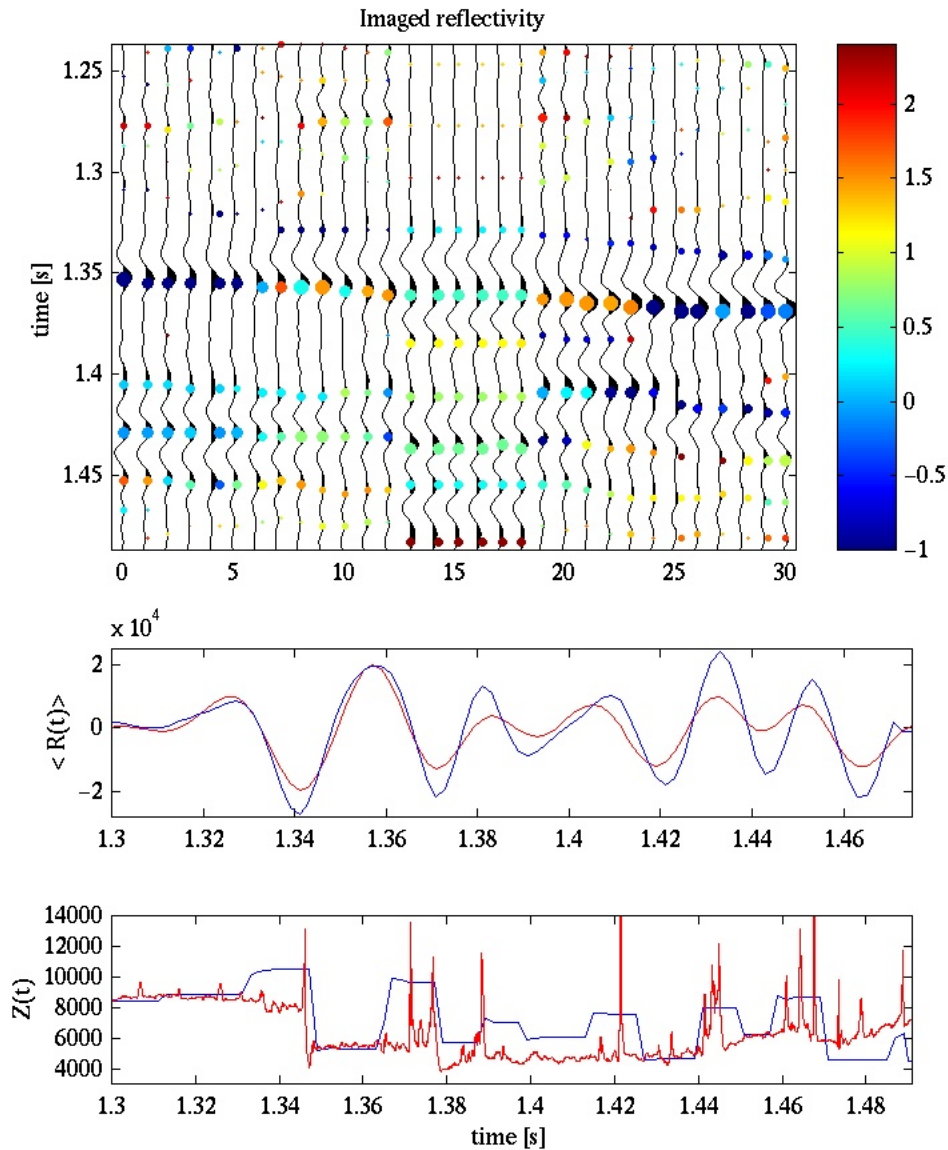 Imaged reflectivity
1.25
1.3
1.35
1.4
1.45
time [s]
0 5 10 15 20 25 30
2
1.5
1
0.5
0
−0.5
−1
x 10^4
2
0
−2
< R(t)>
1.3 1.32 1.34 1.36 1.38 1.4 1.42 1.44 1.46
14000
12000
10000
8000
6000
4000
Z(t)
1.3 1.32 1.34 1.36 1.38 1.4 1.42 1.44 1.46 1.48
time [s]